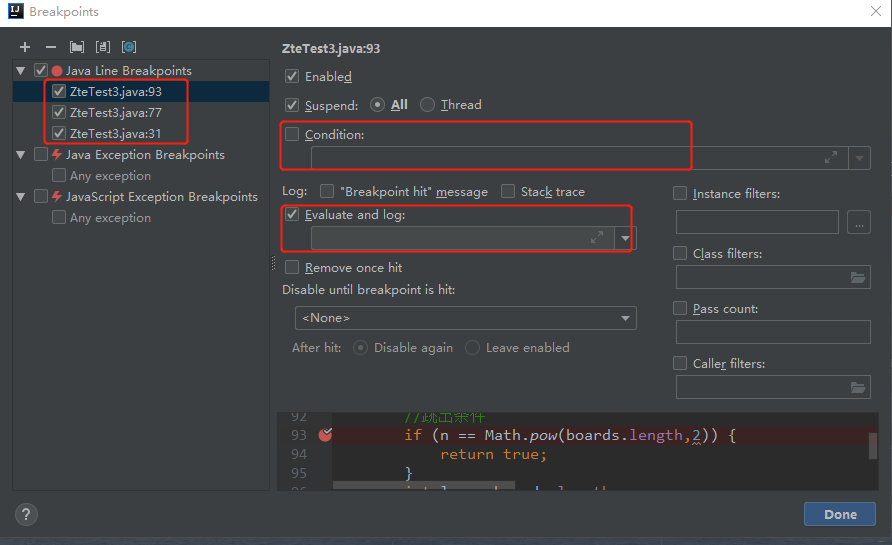 Breakpoints
ZteTest3.java:93
Java Line Breakpoints
Enabled
ZteTest3.java:93
Suspend: All Thread
ZteTest3.java:77
ZteTest3.java:31
Condition:
Java Exception Breakpoints
Any exception
Log: "Breakpoint hit" message Stack trace
Instance filters:
JavaScript Exception Breakpoints
Any exception
Evaluate and log:
...
Class filters:
Remove once hit
Disable until breakpoint is hit:
Pass count:
<None>
After hit: Disable again Leave enabled
Caller filters:
92 //跳出条件
93 if (n == Math.pow(boards.length,2)) {
94 return true;
95 }
?
Done